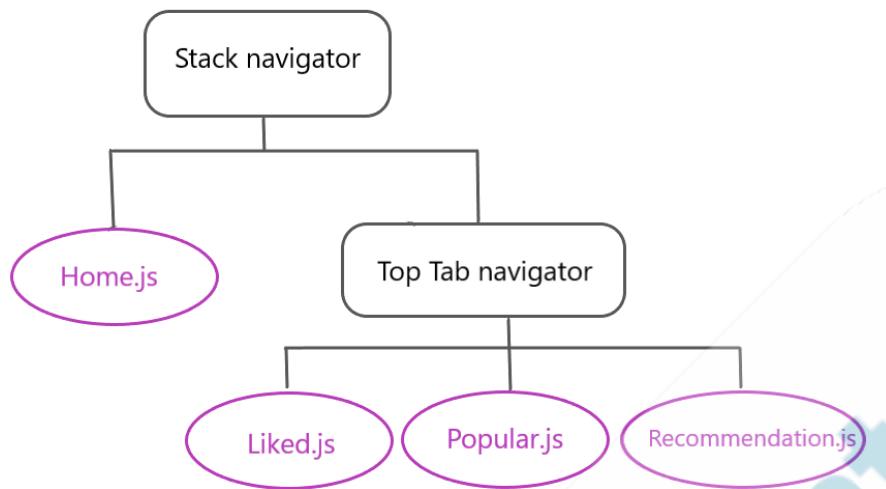 Stack navigator
Home.js
Top Tab navigator
Liked.js
Popular.js
Recommendation.js